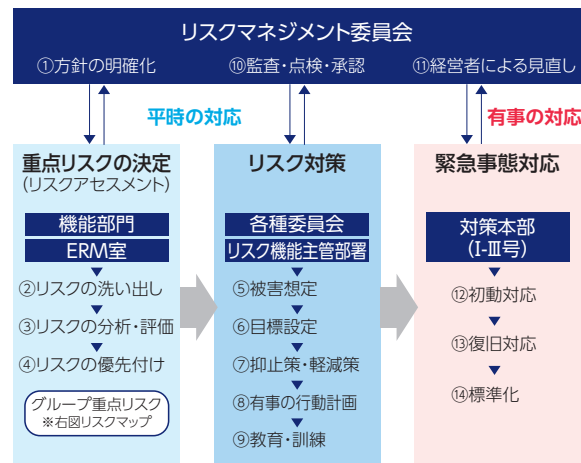 リスクマネジメント委員会
①方針の明確化
⑩監査・点検・承認
⑪経営者による見直し
平時の対応
有事の対応
重点リスクの決定
(リスクアセスメント)
機能部門
ERM室
②リスクの洗い出し
③リスクの分析・評価
④リスクの優先付け
グループ重点リスク
※右図リスクマップ
リスク対策
各種委員会
リスク機能主管部署
⑤被害想定
⑥目標設定
⑦抑止策・軽減策
⑧有事の行動計画
⑨教育・訓練
緊急事態対応
対策本部
(I-Ⅲ号)
⑫初動対応
⑬復旧対応
⑭標準化